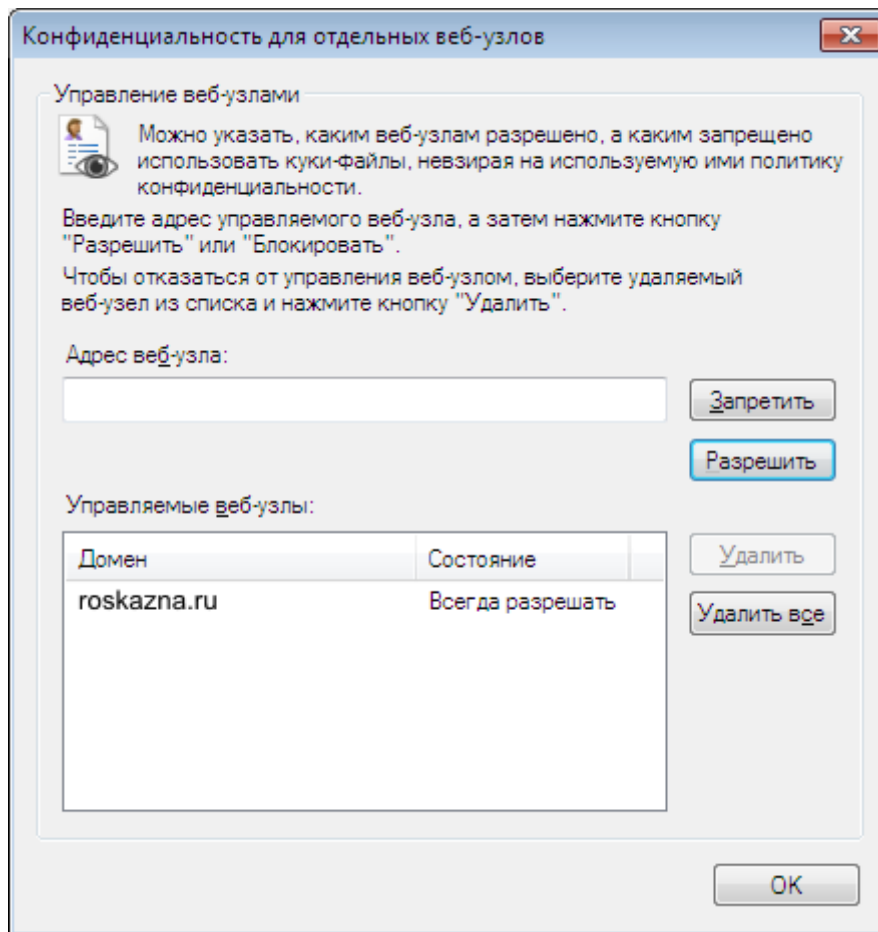 Конфиденциальность для отдельных веб-узлов
Управление веб-узлами
Можно указать, каким веб-узлам разрешено, а каким запрещено
использовать куки-файлы, невзирая на используемую ими политику
конфиденциальности.
Введите адрес управляемого веб-узла, а затем нажмите кнопку
"Разрешить" или "Блокировать".
Чтобы отказаться от управления веб-узлом, выберите удаляемый
веб-узел из списка и нажмите кнопку "Удалить".
Адрес веб-узла:
Запретить
Разрешить
Управляемые веб-узлы:
Домен Состояние
Удалить
roskazna.ru Всегда разрешать
Удалить все
OK